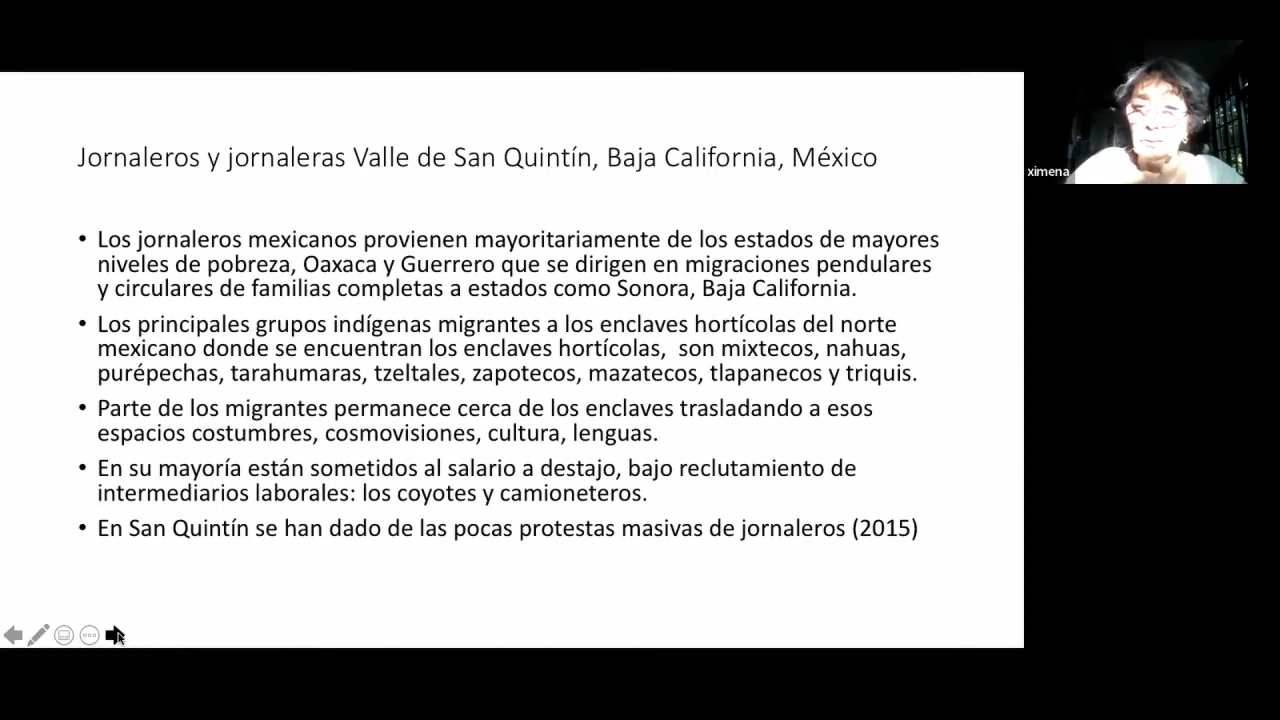 Jornaleros y jornaleras Valle de San Quintín, Baja California, México
ximena
• Los jornaleros mexicanos provienen mayoritariamente de los estados de mayores
niveles de pobreza, Oaxaca y Guerrero que se dirigen en migraciones pendulares
y circulares de familias completas a estados como Sonora, Baja California.
• Los principales grupos indígenas migrantes a los enclaves hortícolas del norte
mexicano donde se encuentran los enclaves hortícolas,  son mixtecos, nahuas,
purépechas, tarahumaras, tzeltales, zapotecos, mazatecos, tlapanecos y triquis.
• Parte de los migrantes permanece cerca de los enclaves trasladando a esos
espacios costumbres, cosmovisiones, cultura, lenguas.
• En su mayoría están sometidos al salario a destajo, bajo reclutamiento de
intermediarios laborales: los coyotes y camioneteros.
• En San Quintín se han dado de las pocas protestas masivas de jornaleros (2015)